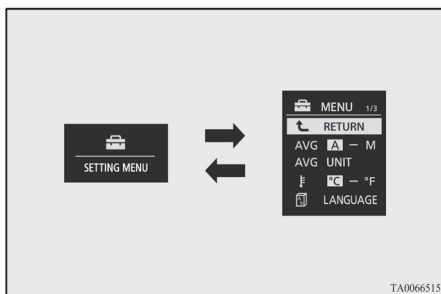 SETTING MENU
MENU 1/3
RETURN
AVG A – M
AVG UNIT
°C – °F
LANGUAGE
TA0066515